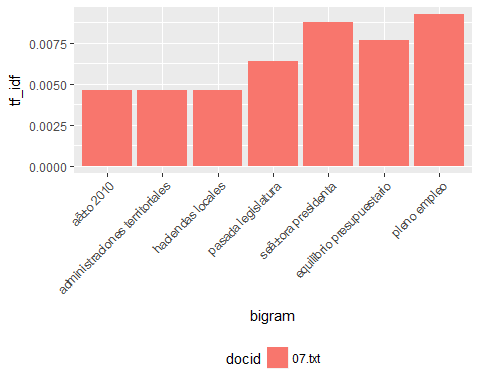 0.0075
0.0050
0.0025
0.0000
tf_idf
aã±o 2010
administraciones territoriales
haciendas locales
pasada legislatura
seã±ora presidenta
equilibrio presupuestario
pleno empleo
bigram
docid 07.txt